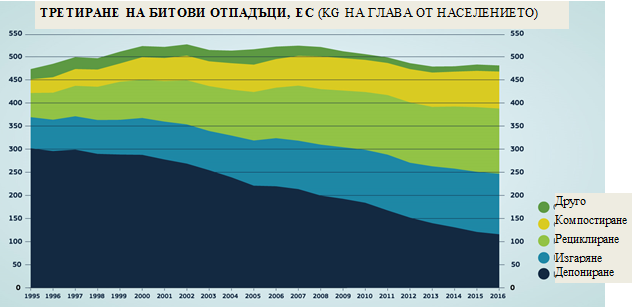 ТРЕТИРАНЕ НА БИТОВИ ОТПАДЪЦИ, ЕС (KG НА ГЛАВА ОТ НАСЕЛЕНИЕТО)
550 550
500 500
450 450
400 400
350 350
300 300
250 250
200 200
150 150
100 100
50 50
0 0
1995 1996 1997 1998 1999 2000 2001 2002 2003 2004 2005 2006 2007 2008 2009 2010 2011 2012 2013 2014 2015 2016
Друго
Компостиране
Рециклиране
Изгаряне
Депониране